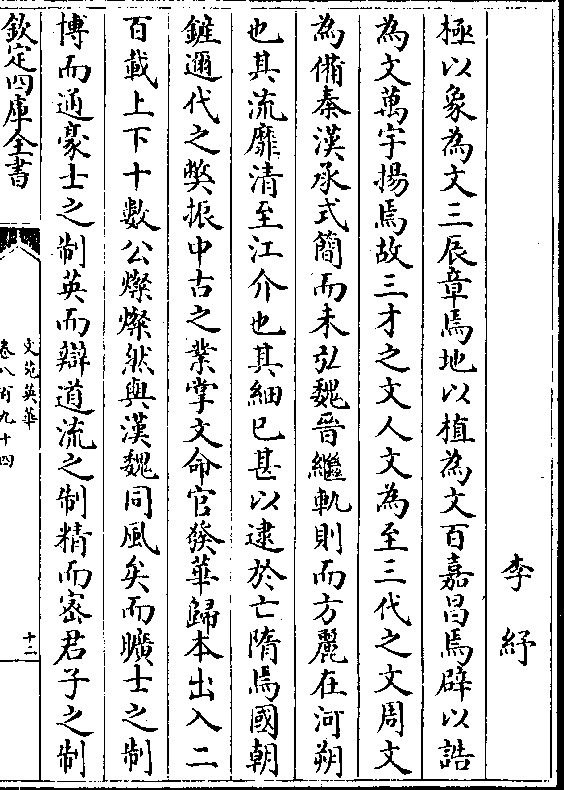 李紓
極以象為文三辰章焉地以植為文百嘉昌焉辟以誥
為文萬宇揚焉故三才之文人文為至三代之文周文
為備秦漢承式簡而未弘魏晉繼軌則而方麗在河朔
也其流靡清至江介也其細已甚以逮於亡隋焉國朝
鏟邇代之弊振中古之業掌文命官發華歸本出入二
百載上下十數公燦燦然與漢魏同風矣而曠士之制
博而通豪士之制英而辯道流之制精而密君子之制
欽定四庫全書
文苑英華
卷八百九十四
十二